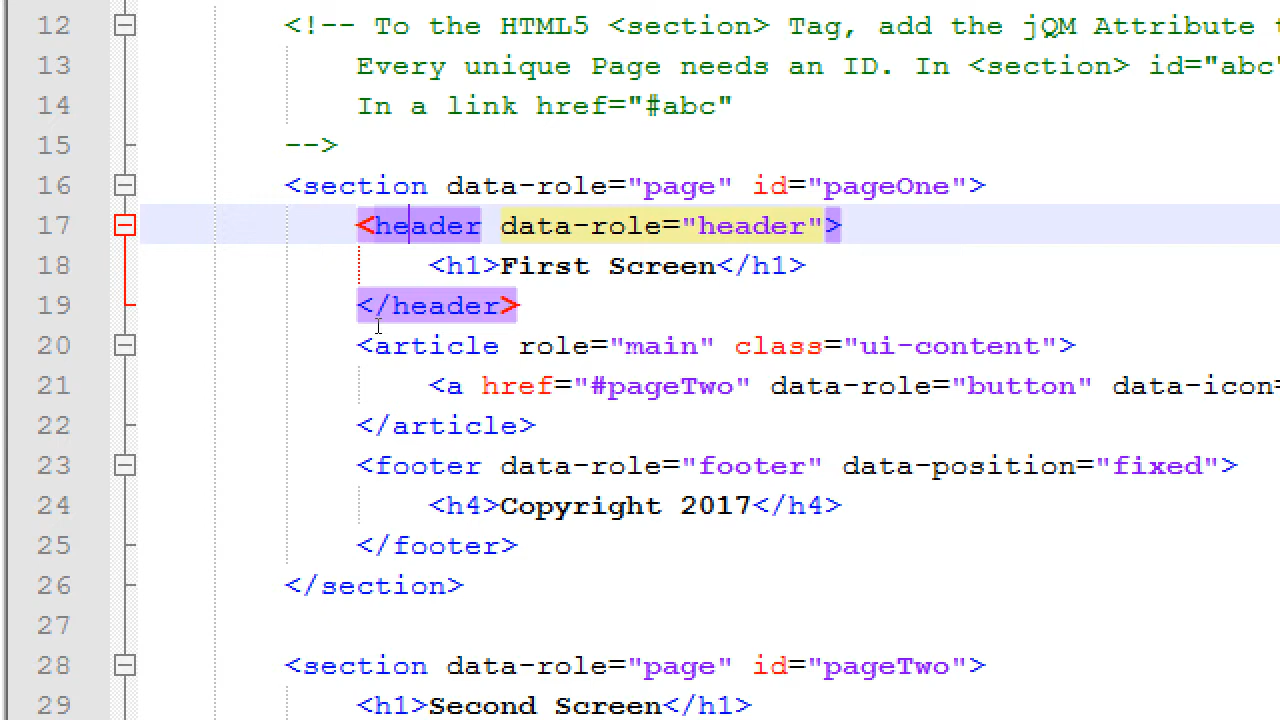 12 <!-- To the HTML5 <section> Tag, add the jQM Attribute
13 Every unique Page needs an ID. In <section> id="abc"
14 In a link href="#abc"
15 -->
16 <section data-role="page" id="pageOne">
17 <header data-role="header">
18 <h1>First Screen</h1>
19 </header>
20 <article role="main" class="ui-content">
21 <a href="#pageTwo" data-role="button" data-icon=
22 </article>
23 <footer data-role="footer" data-position="fixed">
24 <h4>Copyright 2017</h4>
25 </footer>
26 </section>
27
28 <section data-role="page" id="pageTwo">
29 <h1>Second Screen</h1>